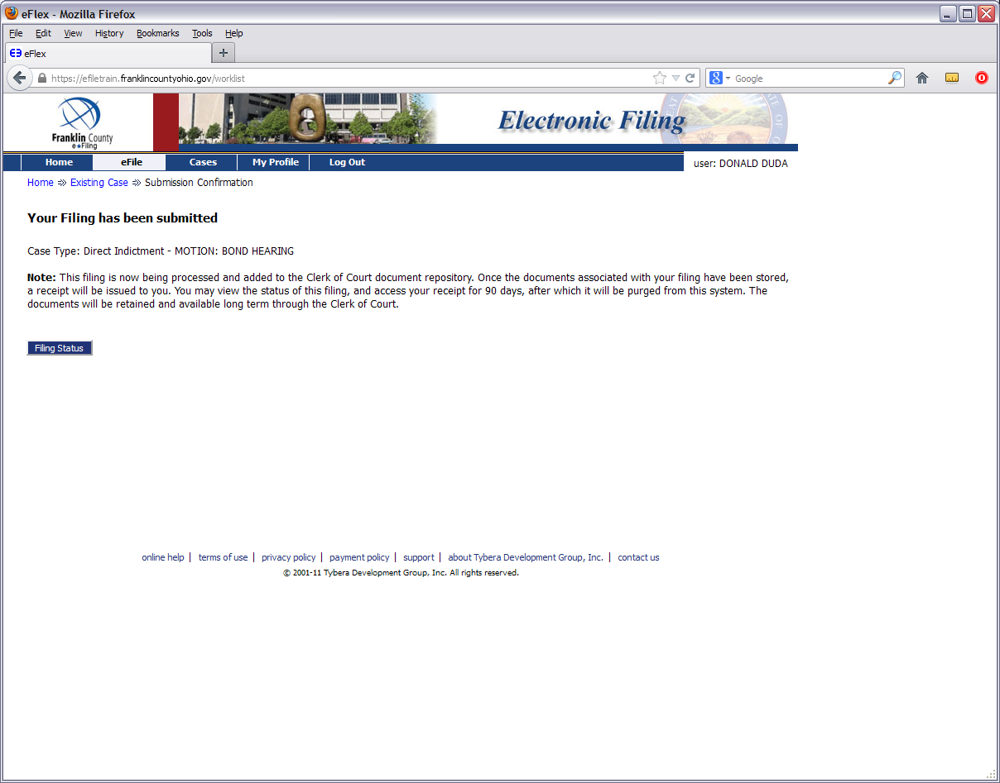 eFlex - Mozilla Firefox
File Edit View History Bookmarks Tools Help
eFlex
https://efiletrain.franklincountyohio.gov/worklist
Google
Franklin County
e★Filing
Electronic Filing
Home eFile Cases My Profile Log Out
user: DONALD DUDA
Home ⇒ Existing Case ⇒ Submission Confirmation
Your Filing has been submitted
Case Type: Direct Indictment - MOTION: BOND HEARING
Note: This filing is now being processed and added to the Clerk of Court document repository. Once the documents associated with your filing have been stored,
a receipt will be issued to you. You may view the status of this filing, and access your receipt for 90 days, after which it will be purged from this system. The
documents will be retained and available long term through the Clerk of Court.
Filing Status
online help | terms of use | privacy policy | payment policy | support | about Tybera Development Group, Inc. | contact us
© 2001-11 Tybera Development Group, Inc. All rights reserved.